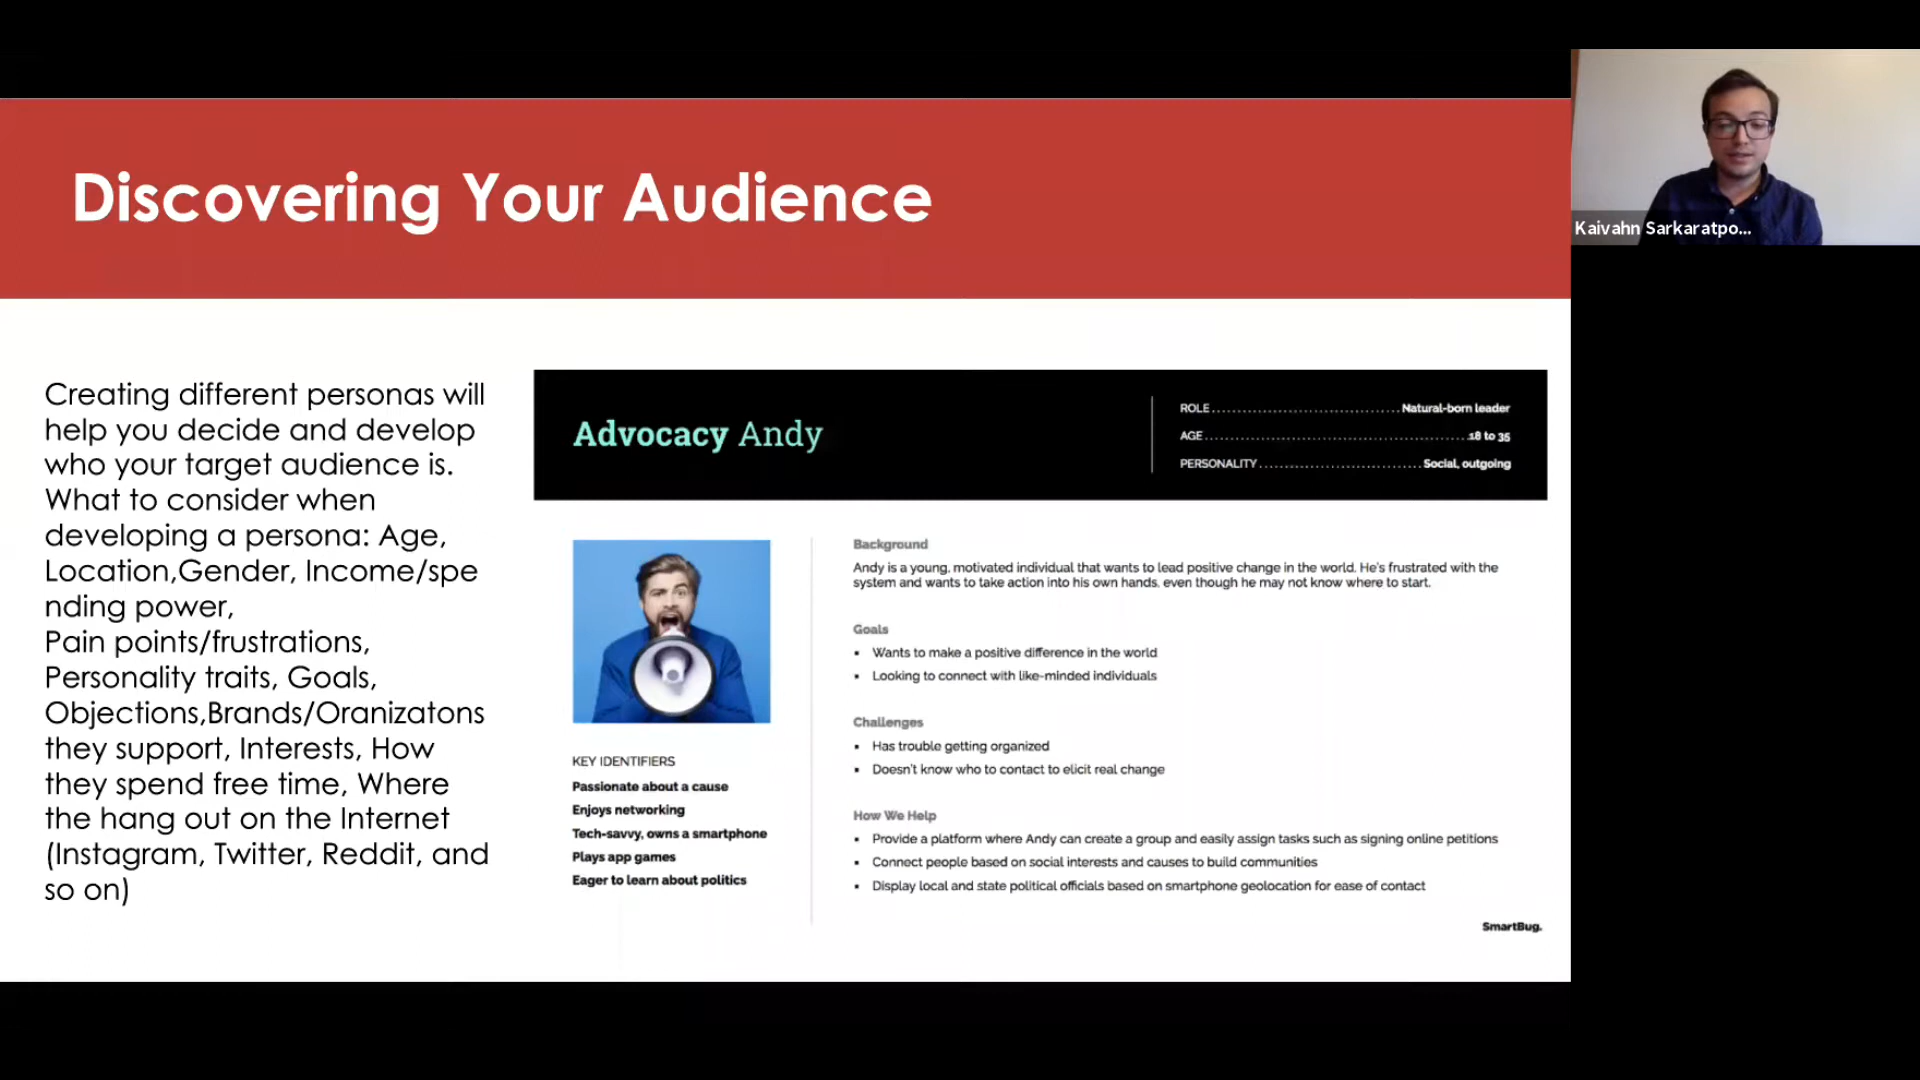 Discovering Your Audience
Kaivahn Sarkaratpo...
Creating different personas will
help you decide and develop
who your target audience is.
What to consider when
developing a persona: Age,
Location,Gender, Income/spe
nding power,
Pain points/frustrations,
Personality traits, Goals,
Objections,Brands/Oranizatons
they support, Interests, How
they spend free time, Where
the hang out on the Internet
(Instagram, Twitter, Reddit, and
so on)
Advocacy Andy
ROLE....................................Natural-born leader
AGE..................................................18 to 35
PERSONALITY................................Social, outgoing
KEY IDENTIFIERS
Passionate about a cause
Enjoys networking
Tech-savvy, owns a smartphone
Plays app games
Eager to learn about politics
Background
Andy is a young, motivated individual that wants to lead positive change in the world. He's frustrated with the
system and wants to take action into his own hands, even though he may not know where to start.
Goals
• Wants to make a positive difference in the world
• Looking to connect with like-minded individuals
Challenges
• Has trouble getting organized
• Doesn't know who to contact to elicit real change
How We Help
• Provide a platform where Andy can create a group and easily assign tasks such as signing online petitions
• Connect people based on social interests and causes to build communities
• Display local and state political officials based on smartphone geolocation for ease of contact
SmartBug.